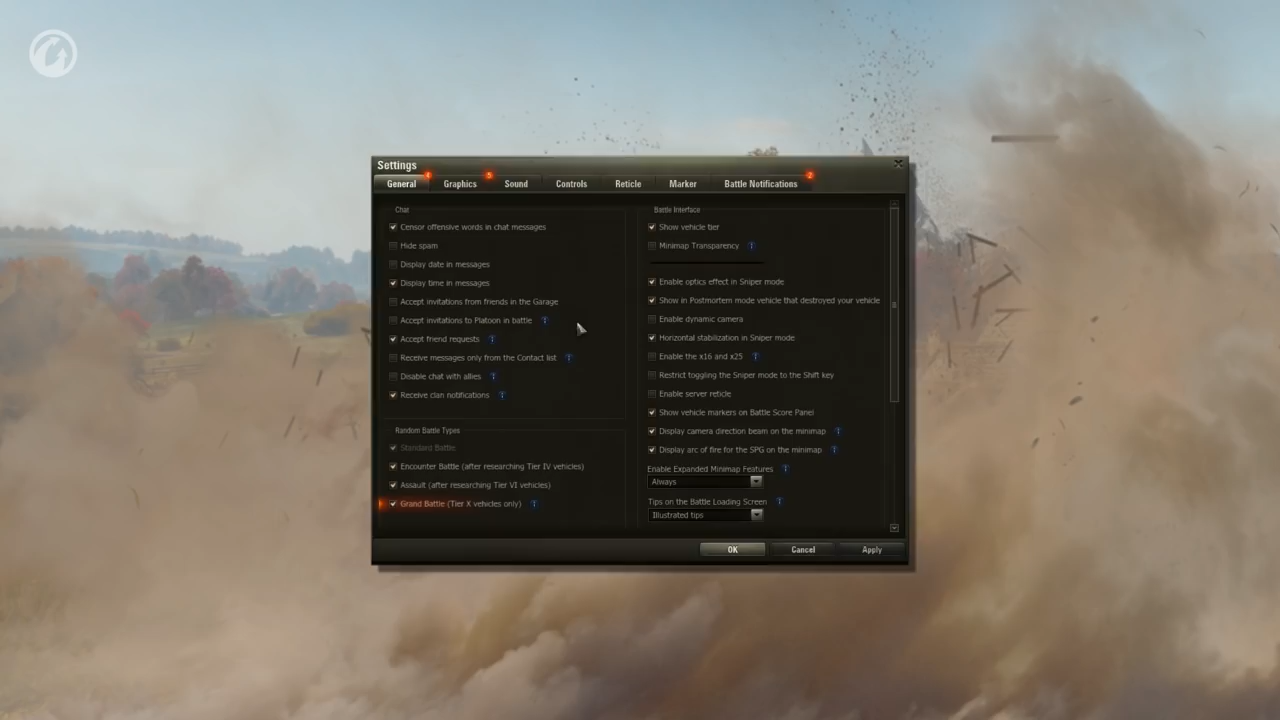 Settings
General
Graphics
Sound
Controls
Reticle
Marker
Battle Notifications
Chat
Censor offensive words in chat messages
Hide spam
Display date in messages
Display time in messages
Accept invitations from friends in the Garage
Accept invitations to Platoon in battle
Accept friend requests
Receive messages only from the Contact list
Disable chat with allies
Receive clan notifications
Random Battle Types
Standard Battle
Encounter Battle (after researching Tier IV vehicles)
Assault (after researching Tier VI vehicles)
Grand Battle (Tier X vehicles only)
Battle Interface
Show vehicle tier
Minimap Transparency
Enable optics effect in Sniper mode
Show in Postmortem mode vehicle that destroyed your vehicle
Enable dynamic camera
Horizontal stabilization in Sniper mode
Enable the x16 and x25
Restrict toggling the Sniper mode to the Shift key
Enable server reticle
Show vehicle markers on Battle Score Panel
Display camera direction beam on the minimap
Display arc of fire for the SPG on the minimap
Enable Expanded Minimap Features
Always
Tips on the Battle Loading Screen
Illustrated tips
OK
Cancel
Apply